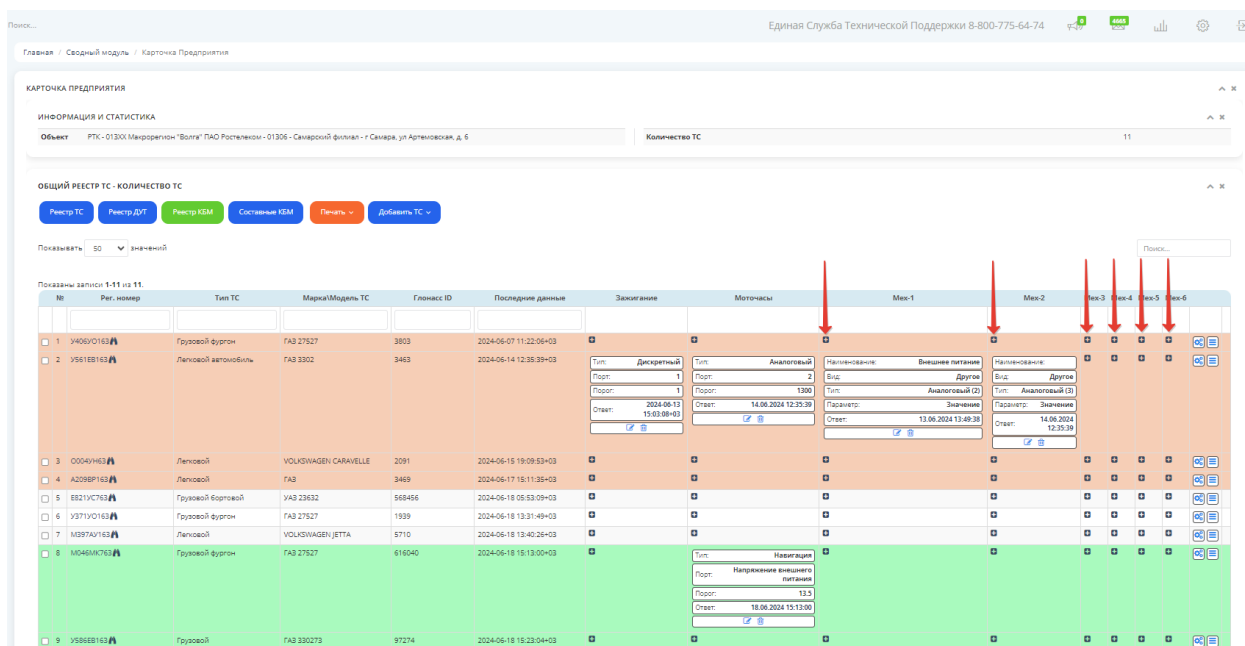 Поиск...
Единая Служба Технической Поддержки 8-800-775-64-74
0
4965
Главная / Сводный модуль / Карточка Предприятия
КАРТОЧКА ПРЕДПРИЯТИЯ
ИНФОРМАЦИЯ И СТАТИСТИКА
Объект РТК - 013XX Макрорегион "Волга" ПАО Ростелеком - 01306 - Самарский филиал - г Самара, ул Артемовская, д. 6 Количество ТС 11
ОБЩИЙ РЕЕСТР ТС - КОЛИЧЕСТВО ТС
Реестр ТС Реестр ДУТ Реестр КБМ Составные КБМ Печать Добавить ТС
Показывать 50 значений
Поиск...
Показаны записи 1-11 из 11.
№ Рег. номер Тип ТС Марка\Модель ТС Глонасс ID Последние данные Зажигание Моточасы Мех-1 Мех-2 Мех-3 Мех-4 Мех-5 Мех-6
1 У406УО163 Грузовой фургон ГАЗ 27527 3803 2024-06-07 11:22:06+03
2 У561ЕВ163 Легковой автомобиль ГАЗ 3302 3463 2024-06-14 12:35:39+03
Тип: Дискретный Тип: Аналоговый Наименование: Внешнее питание Наименование:
Порт: 1 Порт: 2 Вид: Другое Вид: Другое
Порог: 1 Порог: 1300 Тип: Аналоговый (2) Тип: Аналоговый (3)
Ответ: 2024-06-13 15:03:08+03 Ответ: 14.06.2024 12:35:39 Параметр: Значение Параметр: Значение
Ответ: 13.06.2024 13:49:38 Ответ: 14.06.2024 12:35:39
3 О004УН63 Легковой VOLKSWAGEN CARAVELLE 2091 2024-06-15 19:09:53+03
4 А209ВР163 Легковой ГАЗ 3469 2024-06-17 15:11:35+03
5 Е821УС763 Грузовой бортовой УАЗ 23632 568456 2024-06-18 05:53:09+03
6 У371УО163 Грузовой фургон ГАЗ 27527 1939 2024-06-18 13:31:49+03
7 М397АУ163 Легковой VOLKSWAGEN JETTA 5710 2024-06-18 13:40:26+03
8 М046МК763 Грузовой фургон ГАЗ 27527 616040 2024-06-18 15:13:00+03
Тип: Навигация
Порт: Напряжение внешнего питания
Порог: 13.5
Ответ: 18.06.2024 15:13:00
9 У586ЕВ163 Грузовой ГАЗ 330273 97274 2024-06-18 15:23:04+03